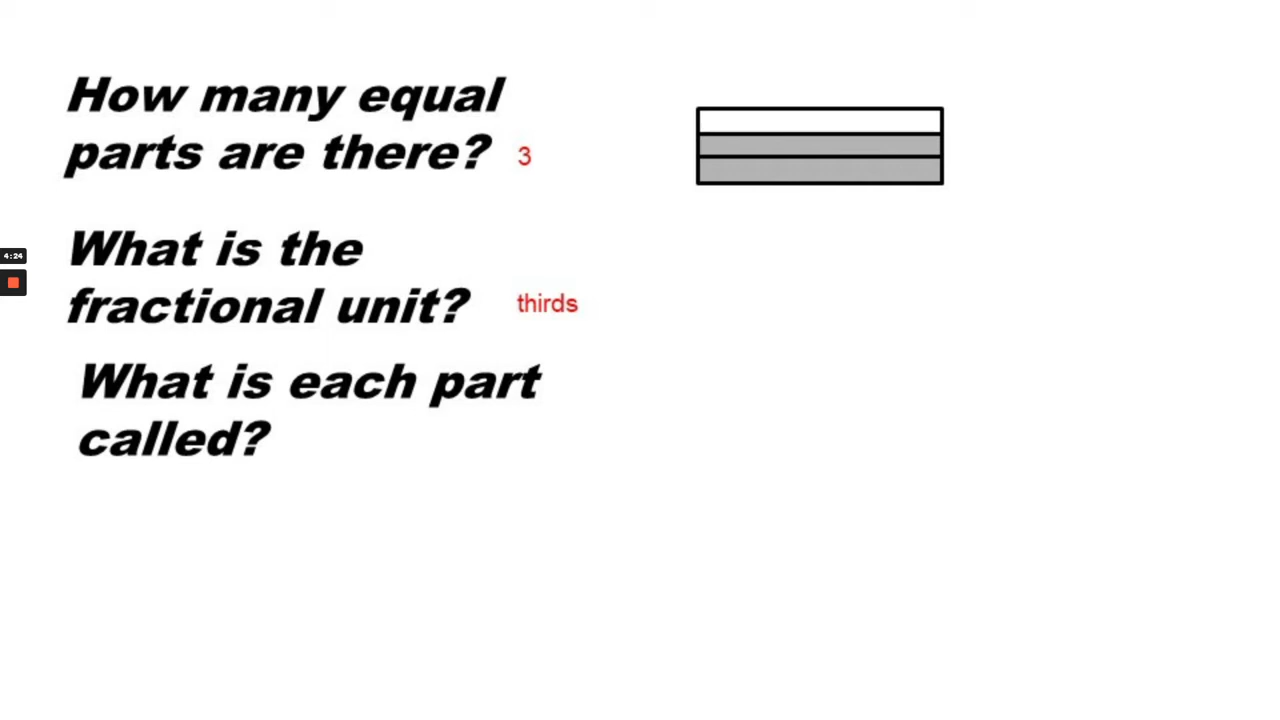 How many equal
parts are there? 3
What is the
fractional unit? thirds
What is each part
called?
4:24